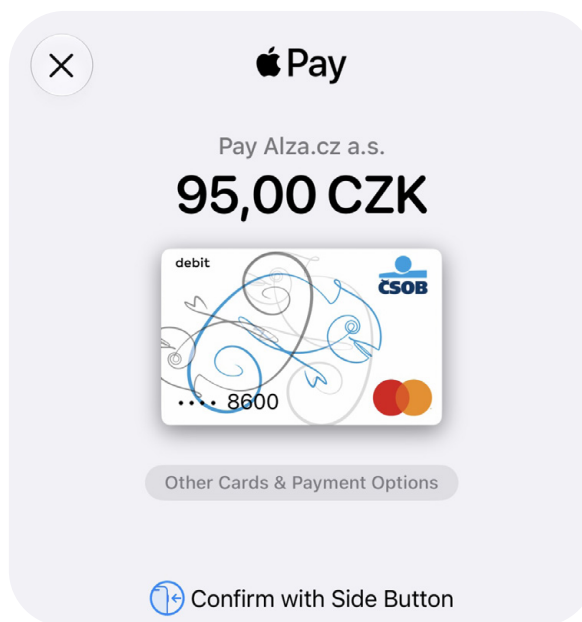 Pay
Pay Alza.cz a.s.
95,00 CZK
debit
ČSOB
•••• 8600
Other Cards & Payment Options
Confirm with Side Button